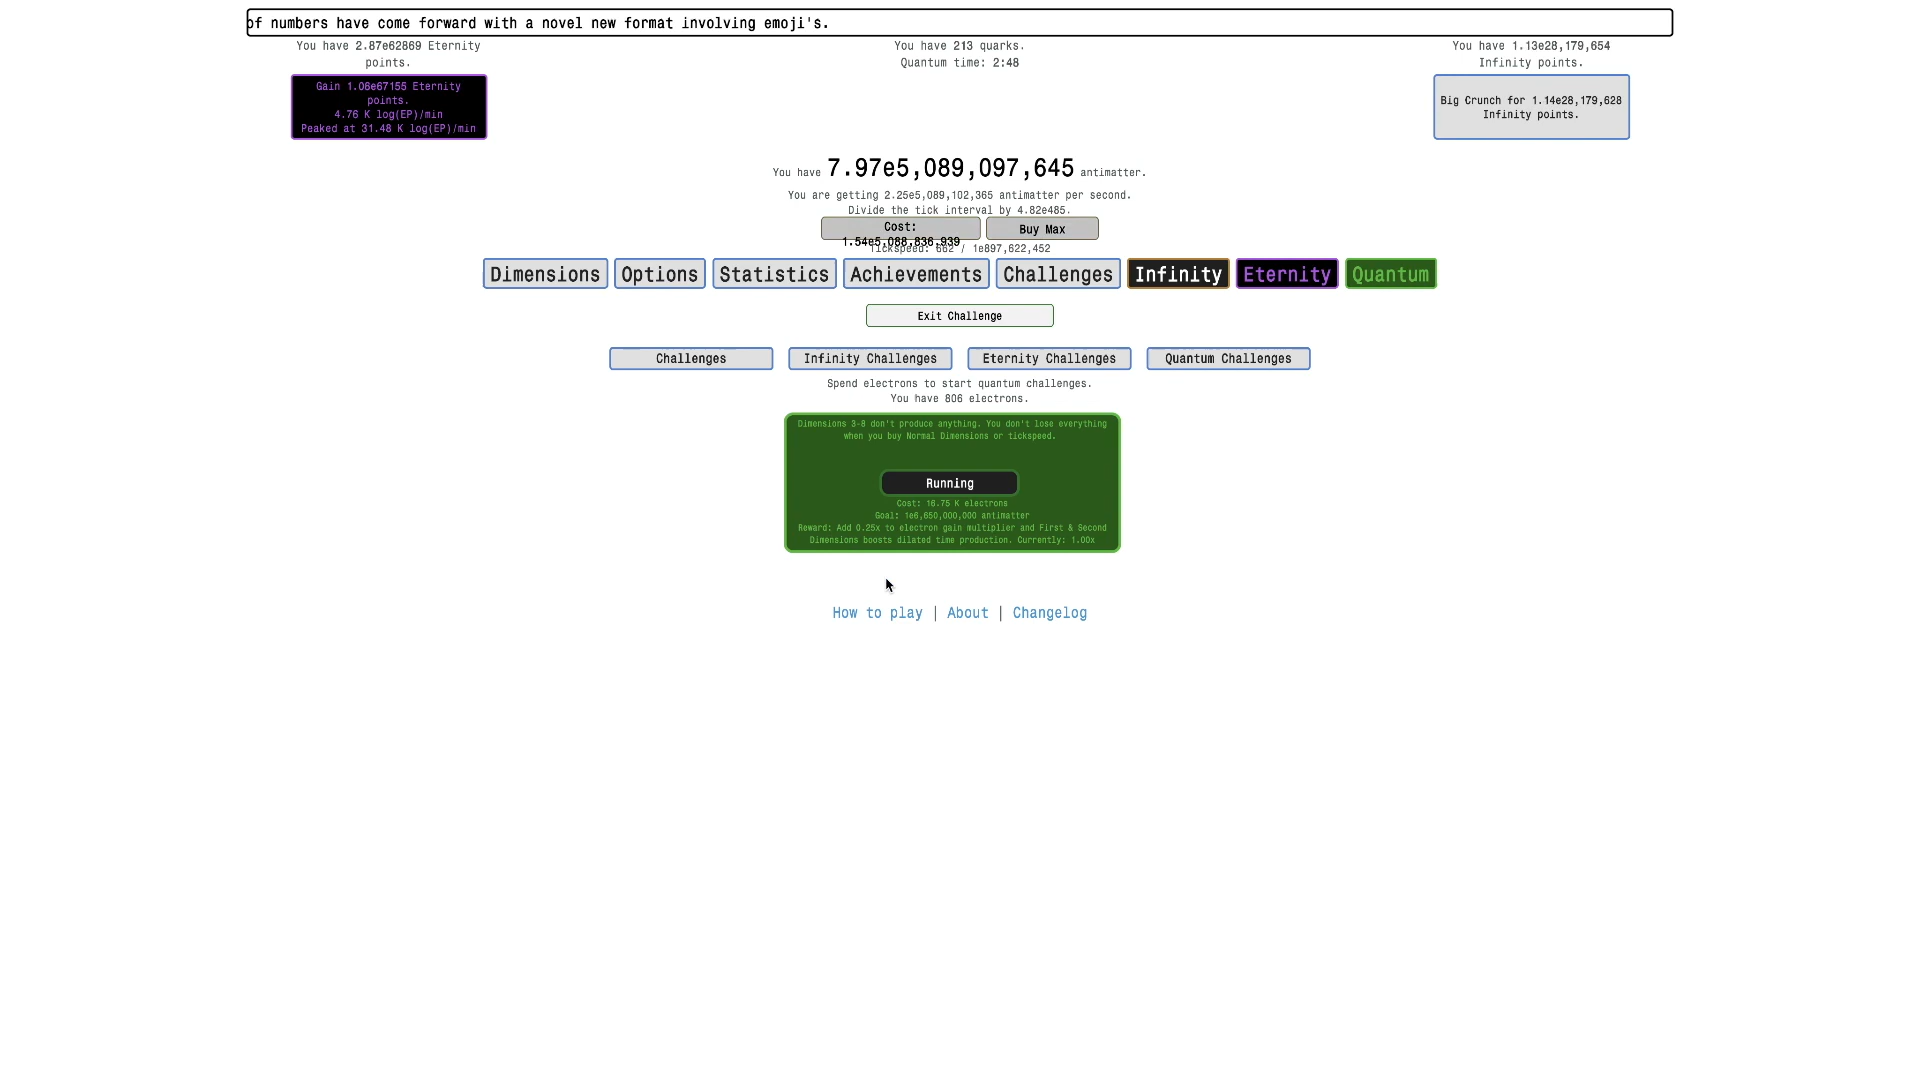 of numbers have come forward with a novel new format involving emoji's.
You have 2.87e62869 Eternity
points.
Gain 1.06e67155 Eternity
points.
4.76 K log(EP)/min
Peaked at 31.48 K log(EP)/min
You have 213 quarks.
Quantum time: 2:48
You have 1.13e28,179,654
Infinity points.
Big Crunch for 1.14e28,179,628
Infinity points.
You have 7.97e5,089,097,645 antimatter.
You are getting 2.25e5,089,102,365 antimatter per second.
Divide the tick interval by 4.82e485.
Cost:
1.54e5,088,836,939
Buy Max
Tickspeed: 662 / 1e897,622,452
Dimensions Options Statistics Achievements Challenges Infinity Eternity Quantum
Exit Challenge
Challenges Infinity Challenges Eternity Challenges Quantum Challenges
Spend electrons to start quantum challenges.
You have 806 electrons.
Dimensions 3-8 don't produce anything. You don't lose everything
when you buy Normal Dimensions or tickspeed.
Running
Cost: 16.75 K electrons
Goal: 1e6,650,000,000 antimatter
Reward: Add 0.25x to electron gain multiplier and First & Second
Dimensions boosts dilated time production. Currently: 1.00x
How to play | About | Changelog